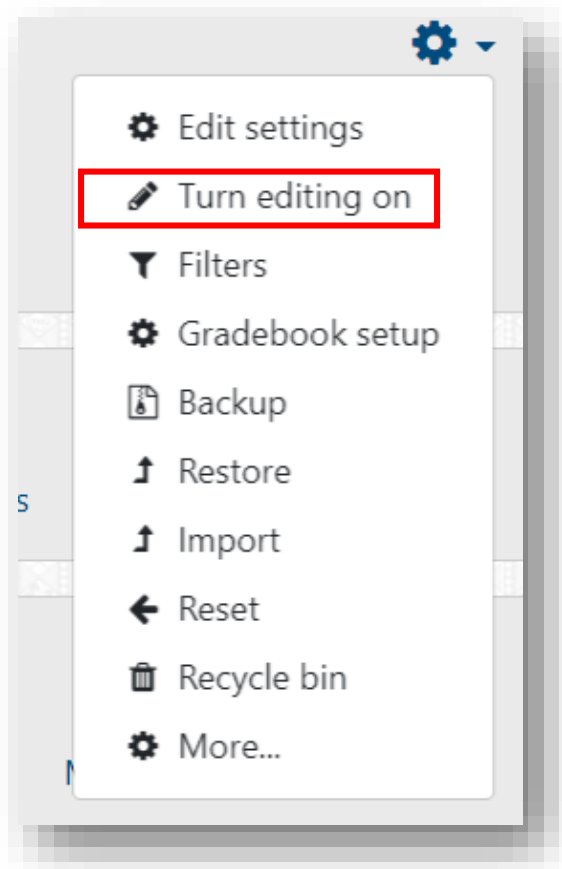 Edit settings
Turn editing on
Filters
Gradebook setup
Backup
Restore
Import
Reset
Recycle bin
More...